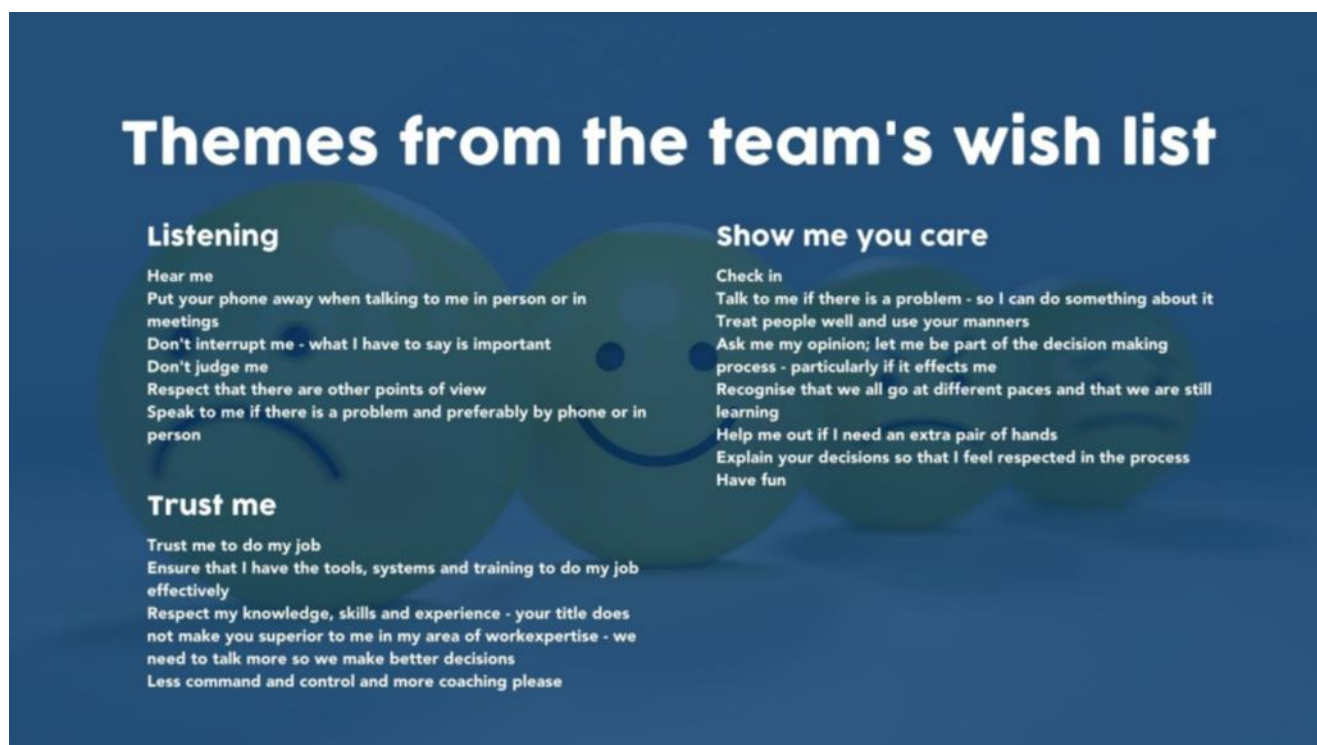 Themes from the team's wish list
Listening
Hear me
Put your phone away when talking to me in person or in
meetings
Don't interrupt me - what I have to say is important
Don't judge me
Respect that there are other points of view
Speak to me if there is a problem and preferably by phone or in
person
Trust me
Trust me to do my job
Ensure that I have the tools, systems and training to do my job
effectively
Respect my knowledge, skills and experience - your title does
not make you superior to me in my area of workexpertise - we
need to talk more so we make better decisions
Less command and control and more coaching please
Show me you care
Check in
Talk to me if there is a problem - so I can do something about it
Treat people well and use your manners
Ask me my opinion; let me be part of the decision making
process - particularly if it effects me
Recognise that we all go at different paces and that we are still
learning
Help me out if I need an extra pair of hands
Explain your decisions so that I feel respected in the process
Have fun